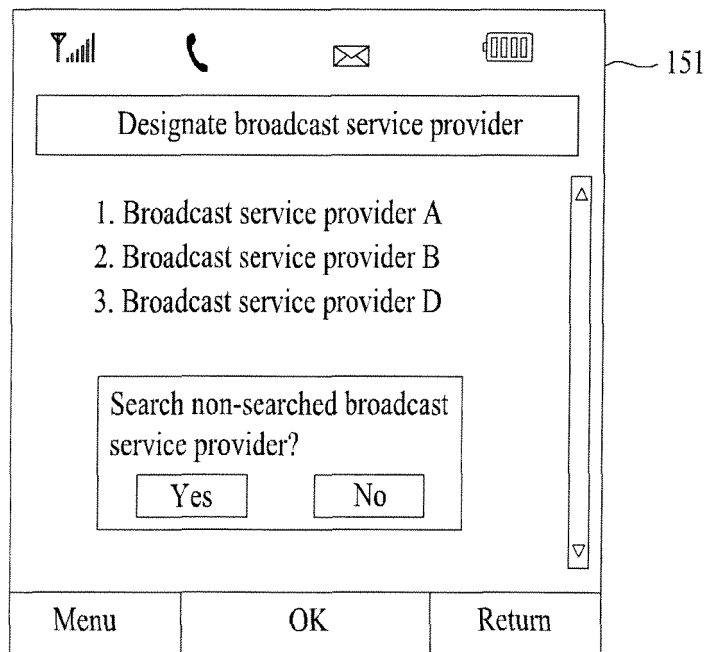 151
Designate broadcast service provider
1. Broadcast service provider A
2. Broadcast service provider B
3. Broadcast service provider D
Search non-searched broadcast
service provider?
Yes No
Menu OK Return